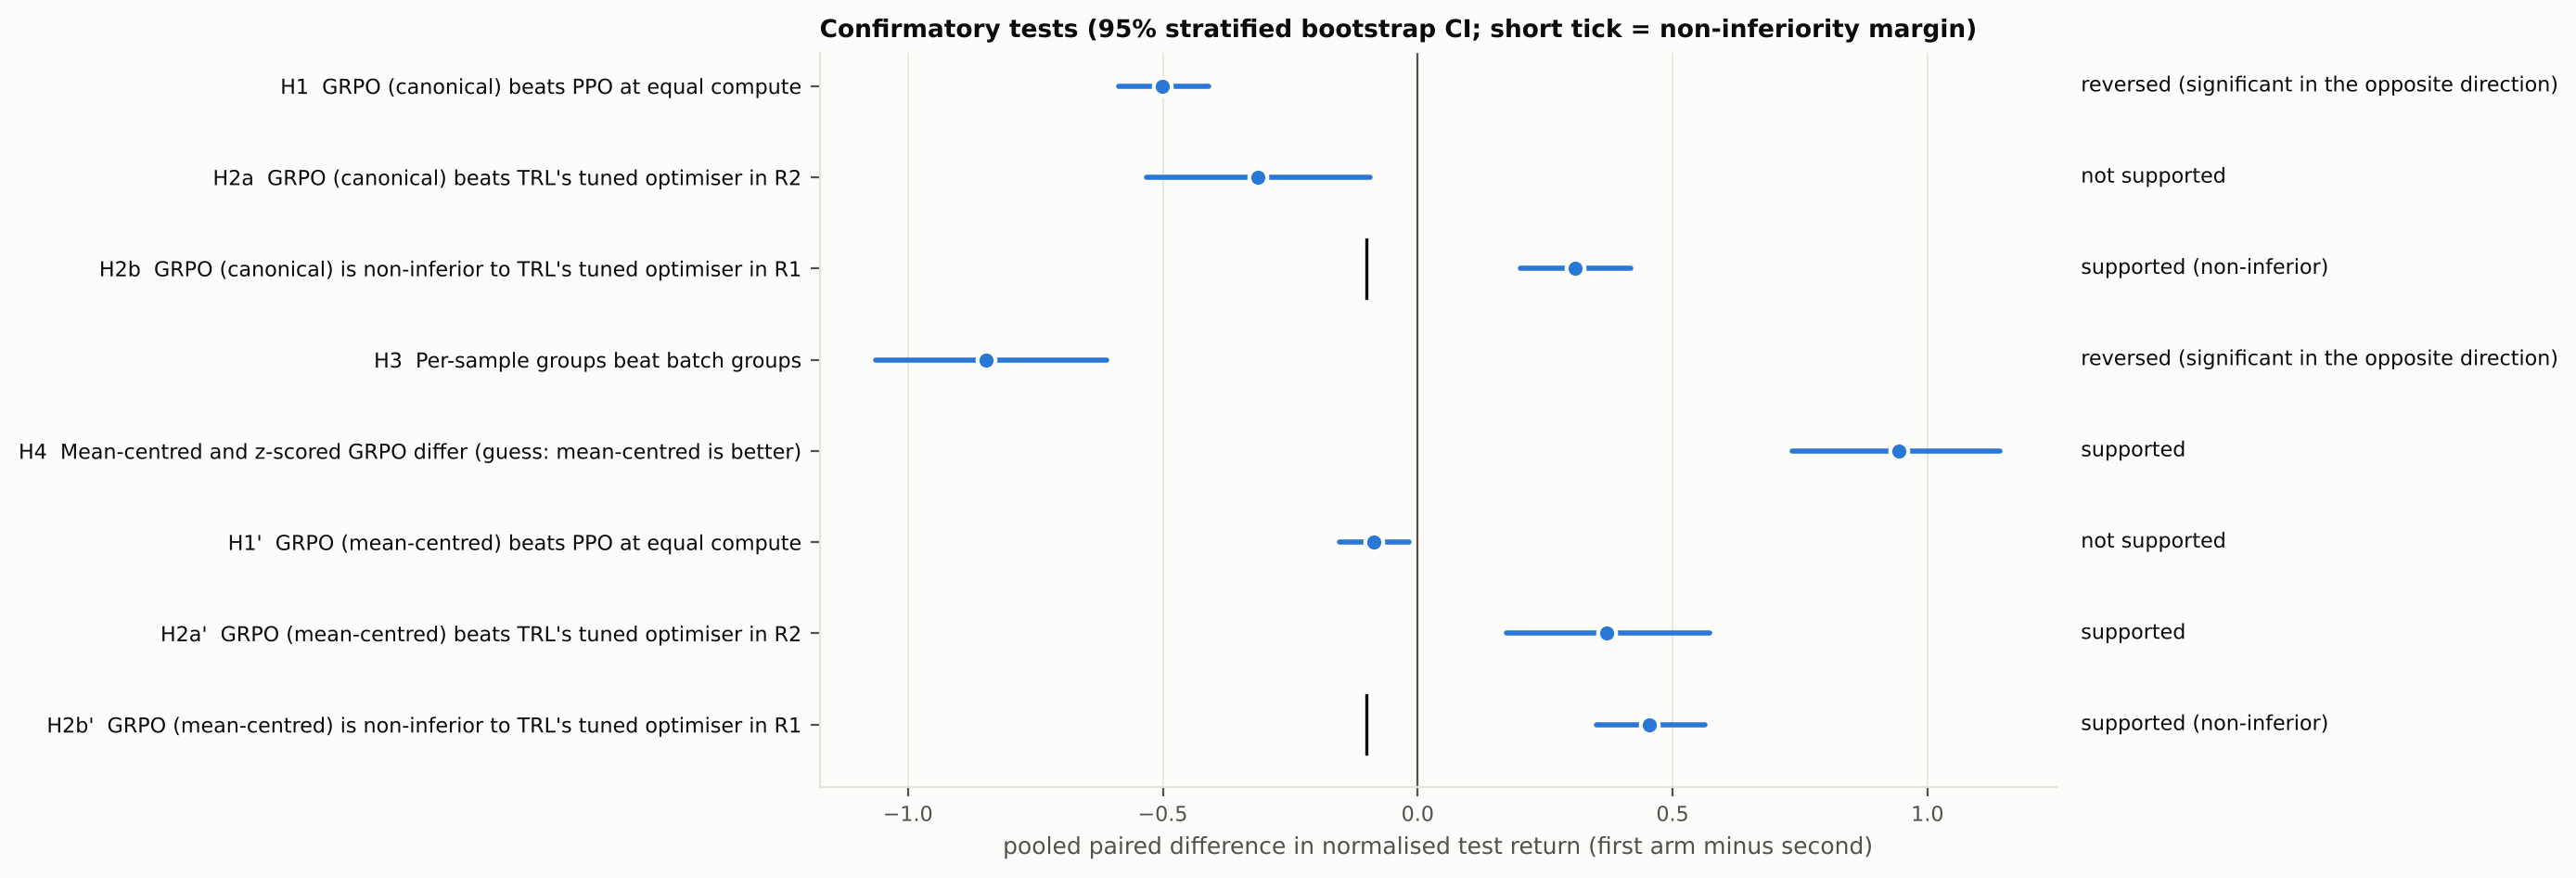 Confirmatory tests (95% stratified bootstrap CI; short tick = non-inferiority margin)
H1  GRPO (canonical) beats PPO at equal compute
reversed (significant in the opposite direction)
H2a  GRPO (canonical) beats TRL's tuned optimiser in R2
not supported
H2b  GRPO (canonical) is non-inferior to TRL's tuned optimiser in R1
supported (non-inferior)
H3  Per-sample groups beat batch groups
reversed (significant in the opposite direction)
H4  Mean-centred and z-scored GRPO differ (guess: mean-centred is better)
supported
H1'  GRPO (mean-centred) beats PPO at equal compute
not supported
H2a'  GRPO (mean-centred) beats TRL's tuned optimiser in R2
supported
H2b'  GRPO (mean-centred) is non-inferior to TRL's tuned optimiser in R1
supported (non-inferior)
−1.0 −0.5 0.0 0.5 1.0
pooled paired difference in normalised test return (first arm minus second)